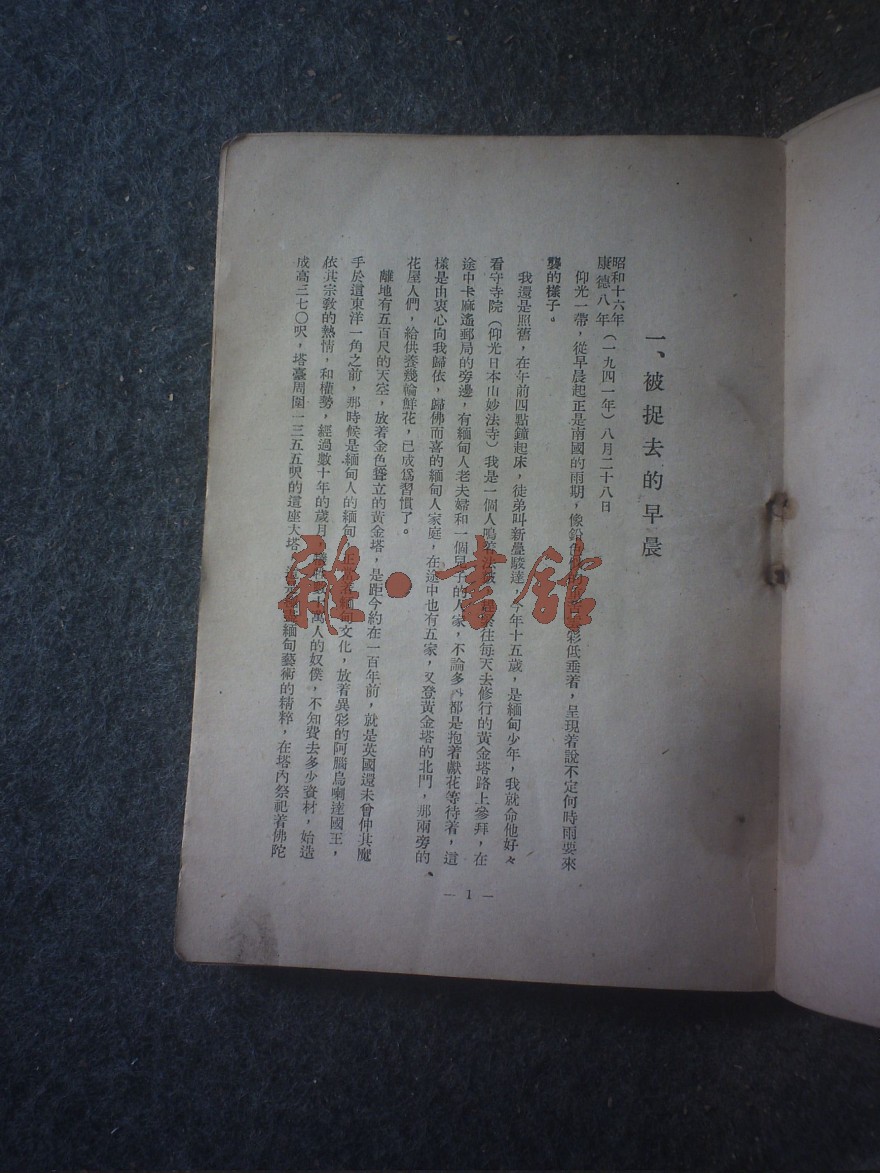 一、被捉去的早晨
昭和十六年
康德八年(一九四一年)八月二十八日
仰光一帶,從早晨起正是南國的雨期,像鉛色 彩低垂着,呈現着說不定何時雨要來
襲的樣子。
我還是照舊,在午前四點鐘起床,徒弟叫新疊駿達,今年十五歲,是緬甸少年,我就命他好々
看守寺院(仰光日本山妙法寺)我是一個人鳴 往每天去修行的黃金塔路上參拜,在
途中卡麻遙郵局的旁邊,有緬甸人老夫婦和一個 子的人家,不論多 都是抱着獻花等待着,這
樣是由衷心向我歸依,歸佛而喜的緬甸人家庭,在途中也有五家,又登黃金塔的北門,那兩旁的、
花屋人們,給供養幾輪鮮花,已成爲習慣了。
離地有五百尺的天空,放着金色聳立的黃金塔,是距今約在一百年前,就是英國還未曾伸其魔
手於這東洋一角之前,那時候是緬甸人的緬甸, 緬甸文化,放着異彩的阿腦烏喇達國王,
依其宗敎的熱情,和權勢,經過數十年的歲月, 萬人的奴僕,不知費去多少資材,始造
成高三七〇呎,塔臺周圍一三五五呎的這座大塔, 緬甸藝術的精粹,在塔內祭祀着佛陀
— 1 —
雜·書館